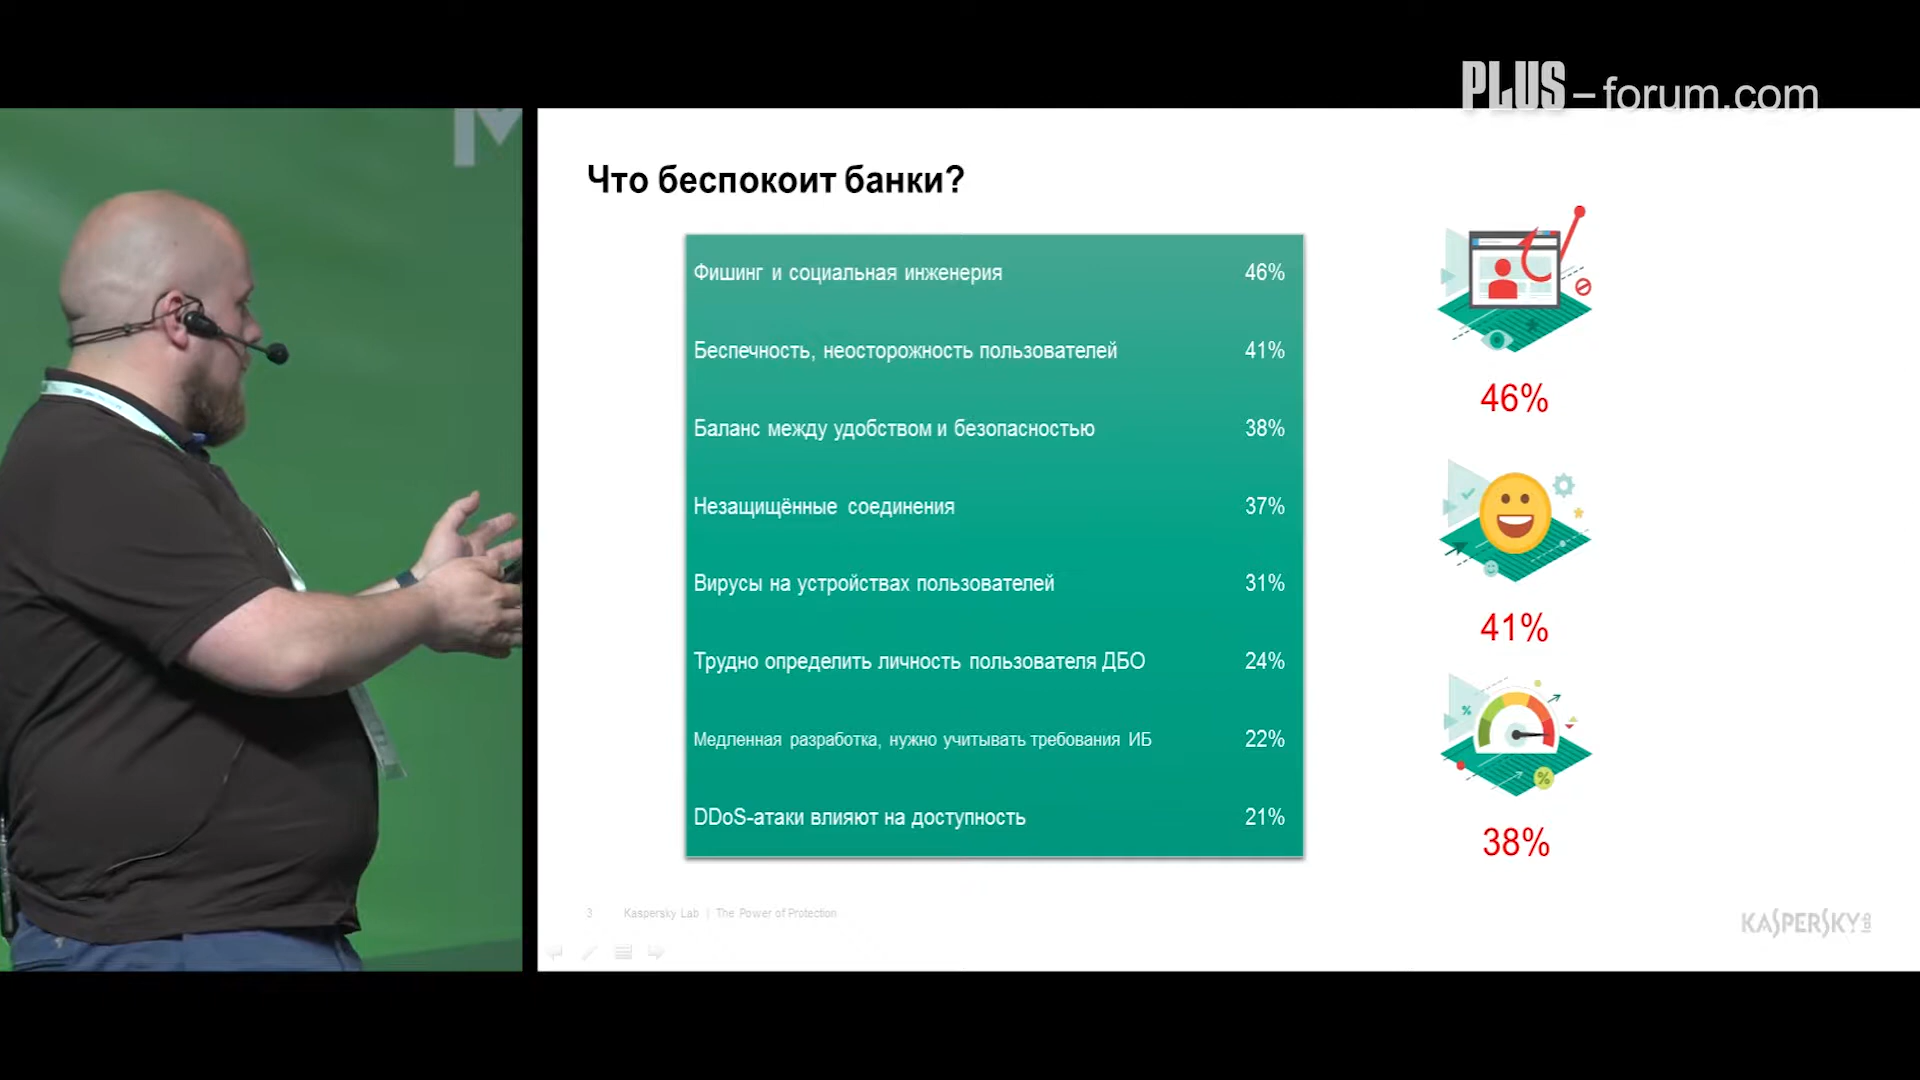 PLUS – forum.com
Что беспокоит банки?
Фишинг и социальная инженерия 46%
Беспечность, неосторожность пользователей 41%
Баланс между удобством и безопасностью 38%
Незащищённые соединения 37%
Вирусы на устройствах пользователей 31%
Трудно определить личность пользователя ДБО 24%
Медленная разработка, нужно учитывать требования ИБ 22%
DDoS-атаки влияют на доступность 21%
46%
41%
38%
3 Kaspersky Lab | The Power of Protection
KASPERSKY LAB